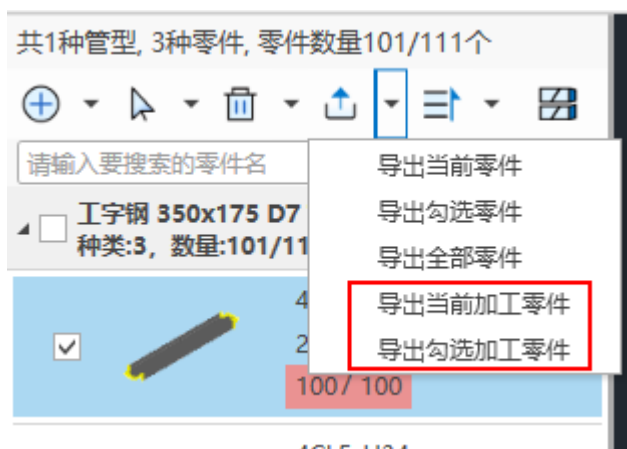 共1种管型, 3种零件, 零件数量101/111个
请输入要搜索的零件名
导出当前零件
导出勾选零件
导出全部零件
导出当前加工零件
导出勾选加工零件
工字钢 350x175 D7
种类:3，数量:101/11
4
2
100/ 100